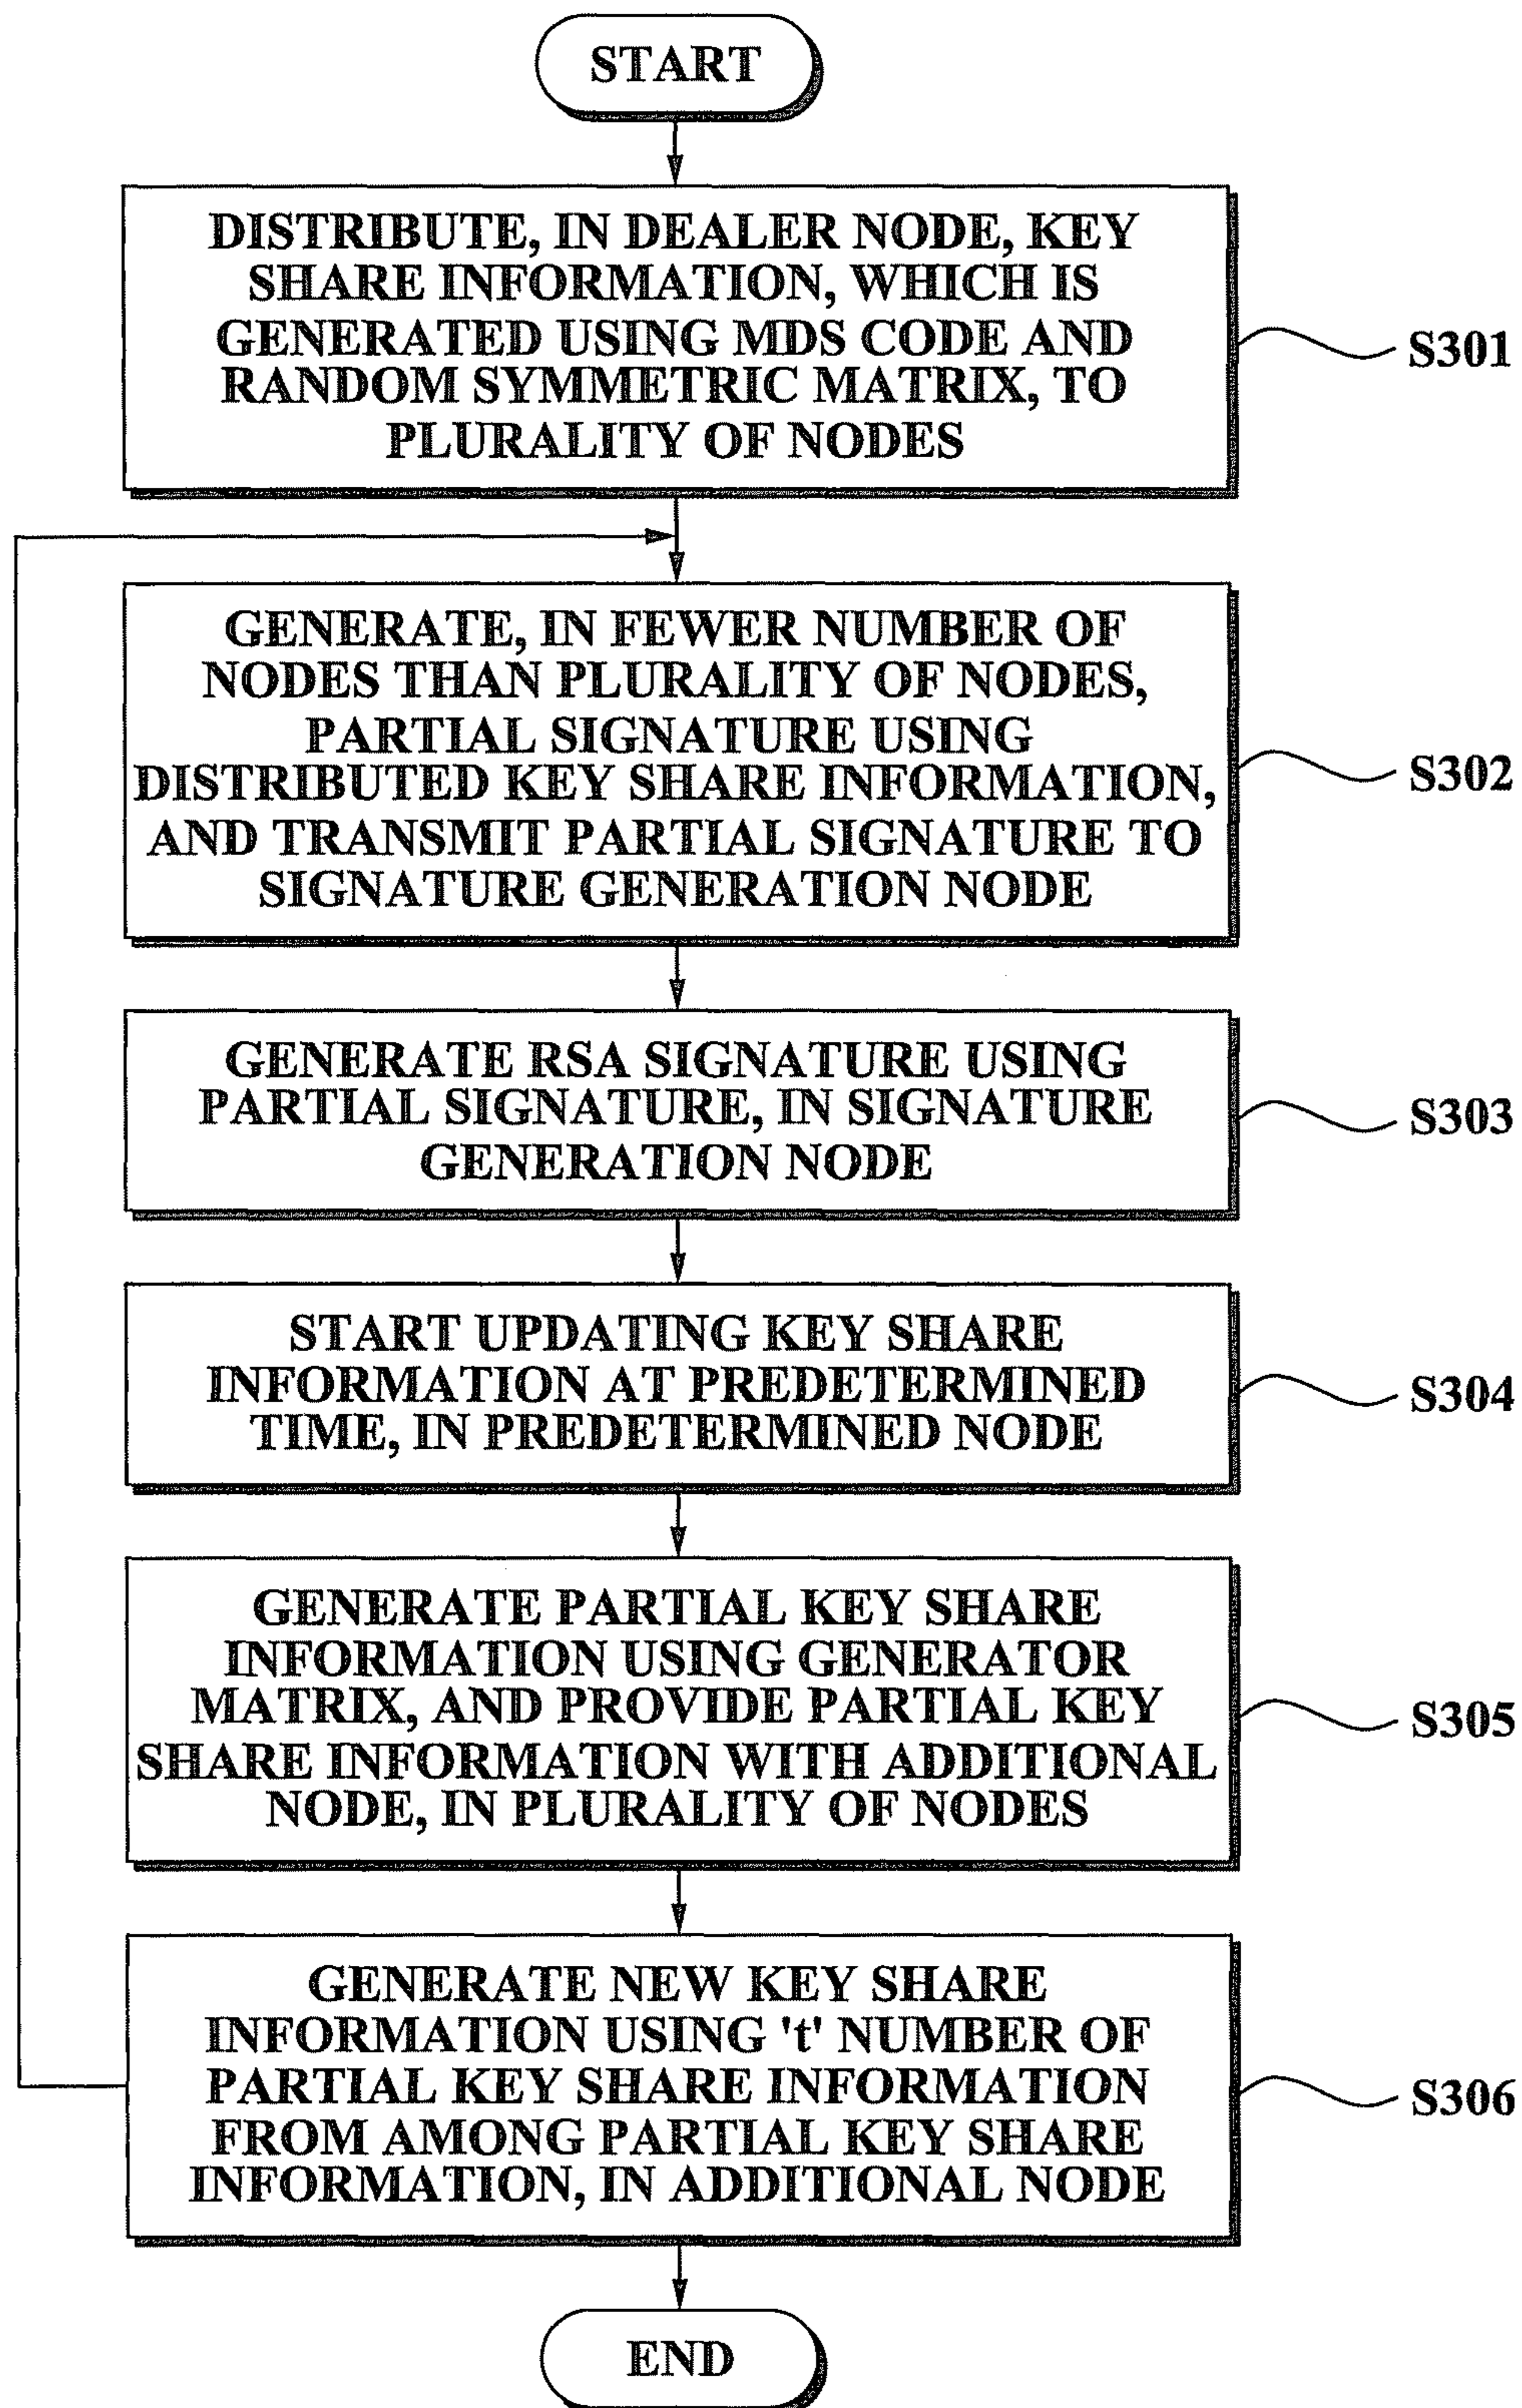 START
DISTRIBUTE, IN DEALER NODE, KEY
SHARE INFORMATION, WHICH IS
GENERATED USING MDS CODE AND
RANDOM SYMMETRIC MATRIX, TO
PLURALITY OF NODES
S301
GENERATE, IN FEWER NUMBER OF
NODES THAN PLURALITY OF NODES,
PARTIAL SIGNATURE USING
DISTRIBUTED KEY SHARE INFORMATION,
AND TRANSMIT PARTIAL SIGNATURE TO
SIGNATURE GENERATION NODE
S302
GENERATE RSA SIGNATURE USING
PARTIAL SIGNATURE, IN SIGNATURE
GENERATION NODE
S303
START UPDATING KEY SHARE
INFORMATION AT PREDETERMINED
TIME, IN PREDETERMINED NODE
S304
GENERATE PARTIAL KEY SHARE
INFORMATION USING GENERATOR
MATRIX, AND PROVIDE PARTIAL KEY
SHARE INFORMATION WITH ADDITIONAL
NODE, IN PLURALITY OF NODES
S305
GENERATE NEW KEY SHARE
INFORMATION USING 't' NUMBER OF
PARTIAL KEY SHARE INFORMATION
FROM AMONG PARTIAL KEY SHARE
INFORMATION, IN ADDITIONAL NODE
S306
END